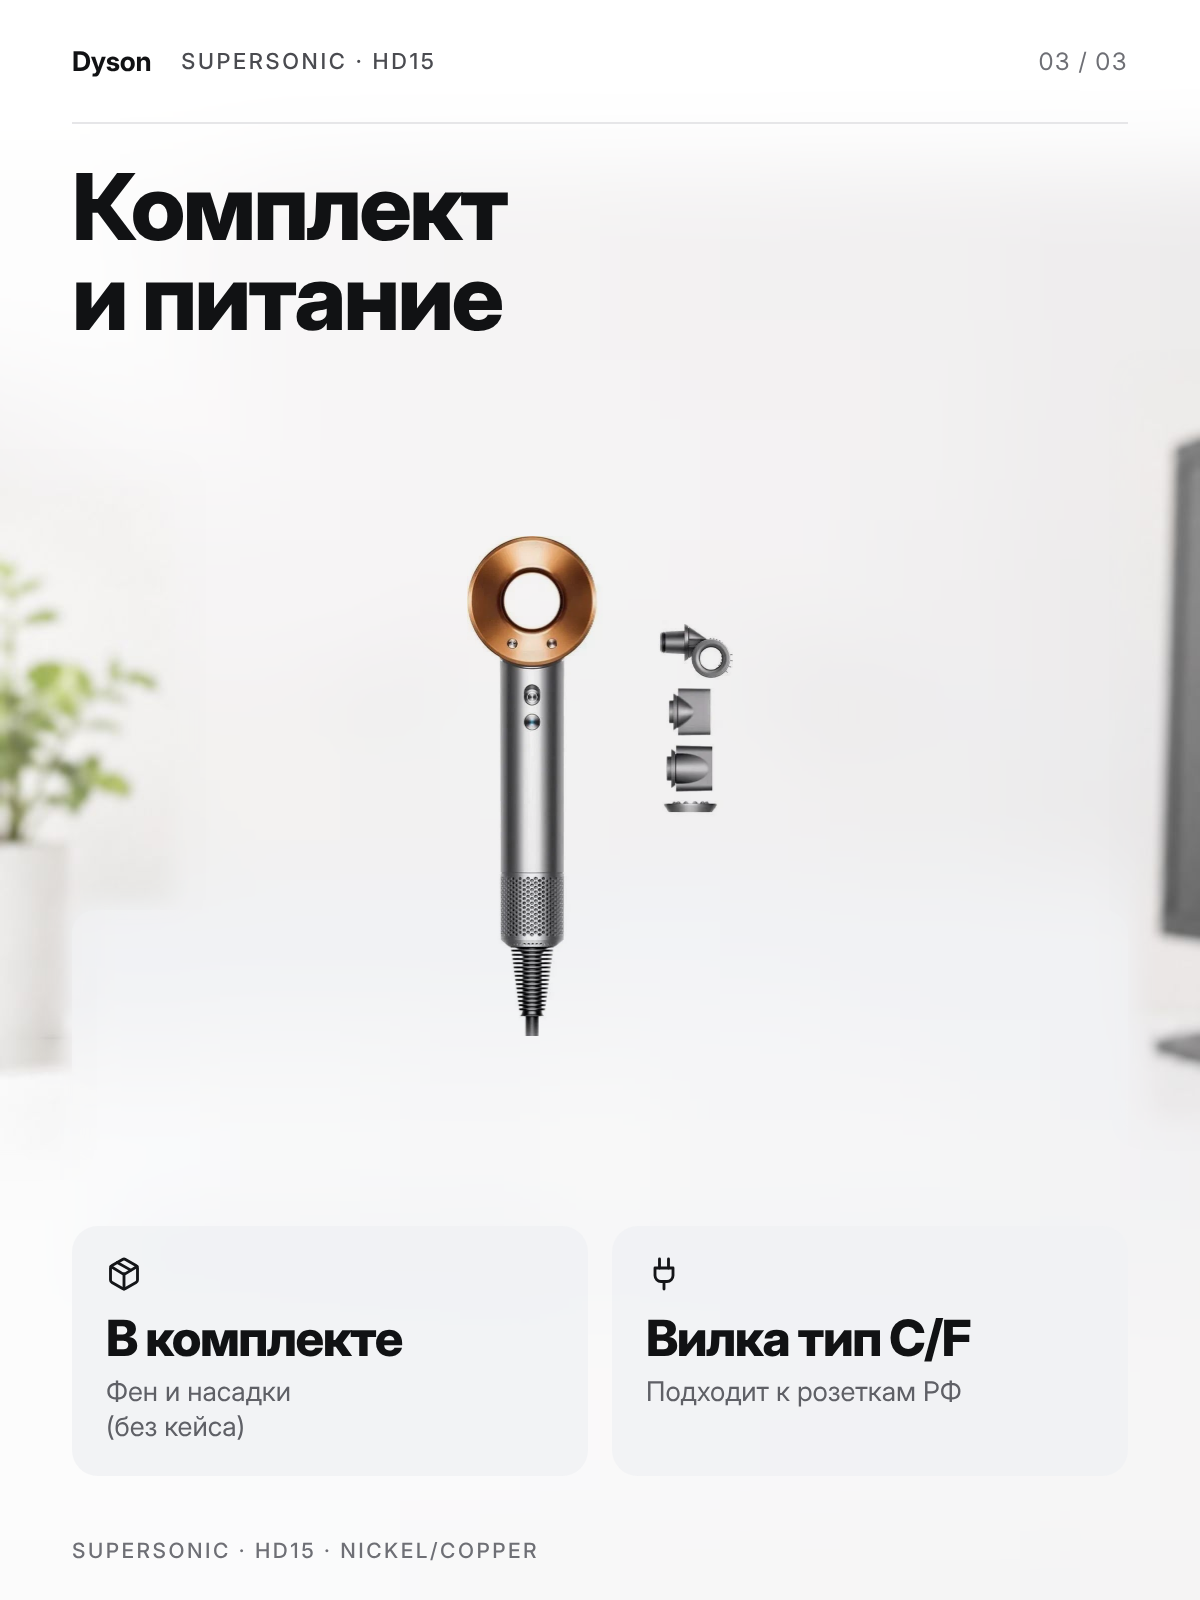 Dyson SUPERSONIC · HD15 03 / 03
Комплект
и питание
В комплекте
Фен и насадки
(без кейса)
Вилка тип C/F
Подходит к розеткам РФ
SUPERSONIC · HD15 · NICKEL/COPPER